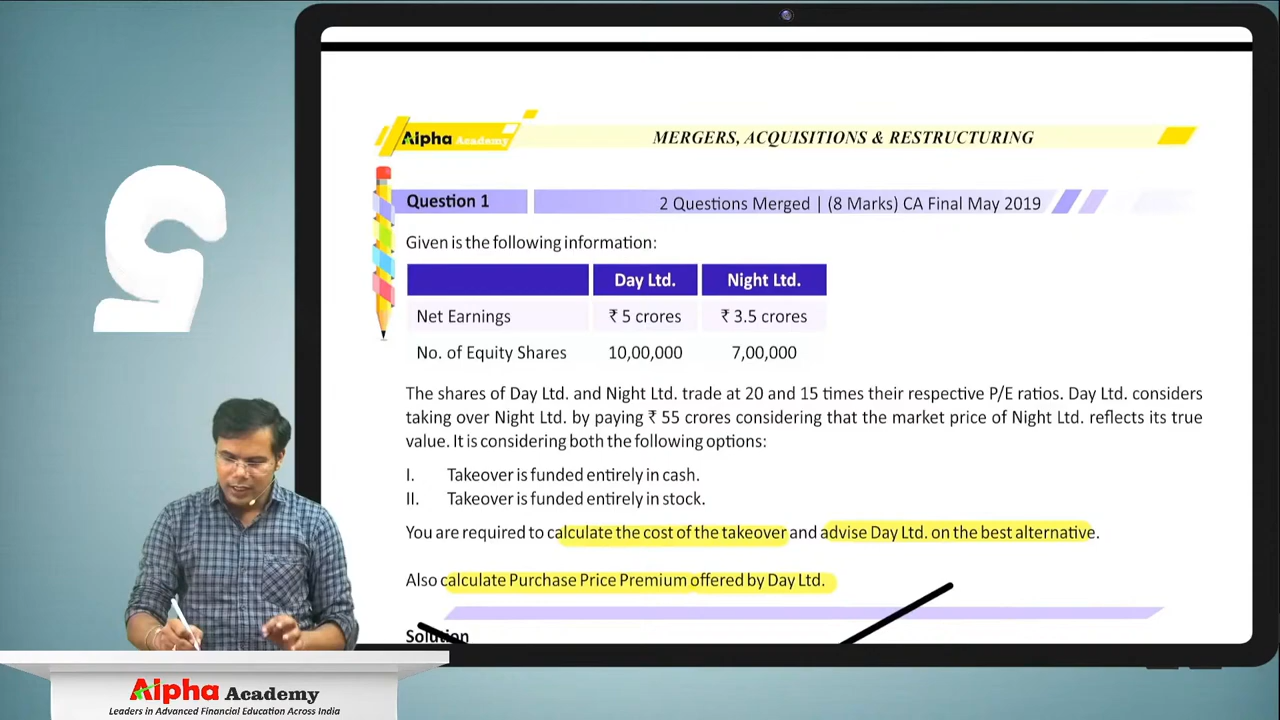 Alpha Academy
MERGERS, ACQUISITIONS & RESTRUCTURING
Question 1
2 Questions Merged | (8 Marks) CA Final May 2019
Given is the following information:
Day Ltd. Night Ltd.
Net Earnings ₹ 5 crores ₹ 3.5 crores
No. of Equity Shares 10,00,000 7,00,000
The shares of Day Ltd. and Night Ltd. trade at 20 and 15 times their respective P/E ratios. Day Ltd. considers
taking over Night Ltd. by paying ₹ 55 crores considering that the market price of Night Ltd. reflects its true
value. It is considering both the following options:
I. Takeover is funded entirely in cash.
II. Takeover is funded entirely in stock.
You are required to calculate the cost of the takeover and advise Day Ltd. on the best alternative.
Also calculate Purchase Price Premium offered by Day Ltd.
Solution
Alpha Academy
Leaders in Advanced Financial Education Across India